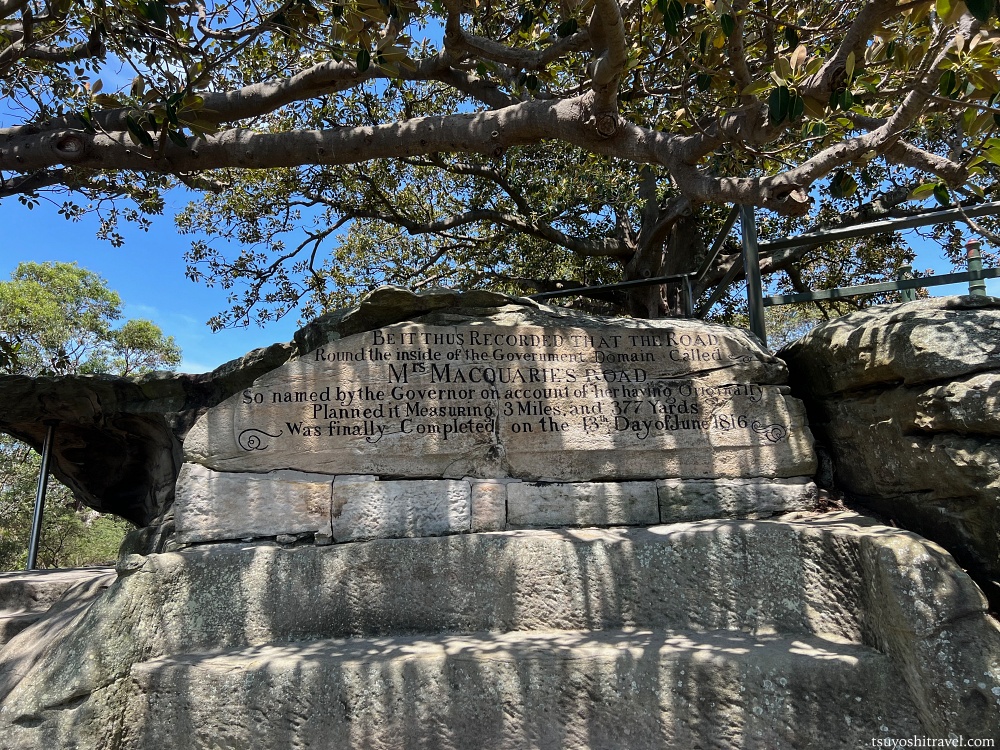 BE IT THUS RECORDED THAT THE ROAD
Round the inside of the Government Domain Called
Mrs MACQUARIE'S ROAD
So named by the Governor on account of her having Originally
Planned it Measuring 3 Miles, and 377 Yards
Was finally Completed on the 13th Day of June 1816
tsuyoshitravel.com